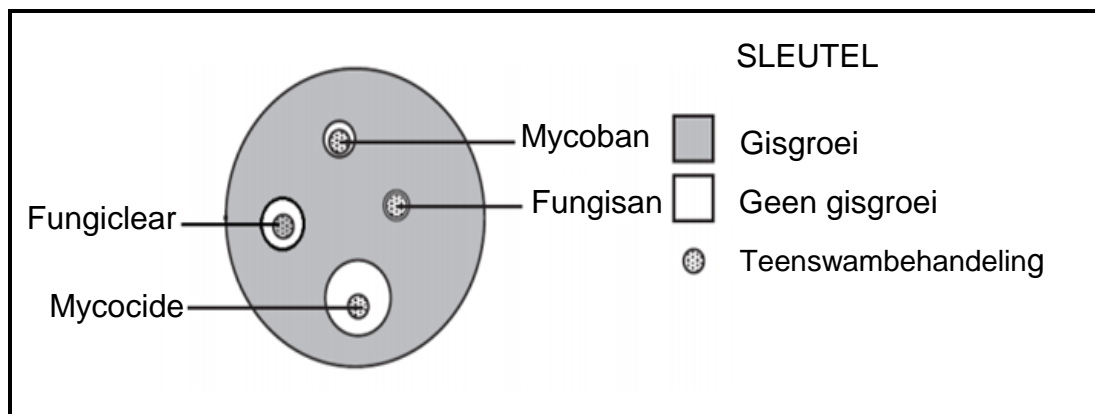 SLEUTEL
Mycoban
Gisgroei
Fungisan
Geen gisgroei
Fungiclear
Teenswambehandeling
Mycocide